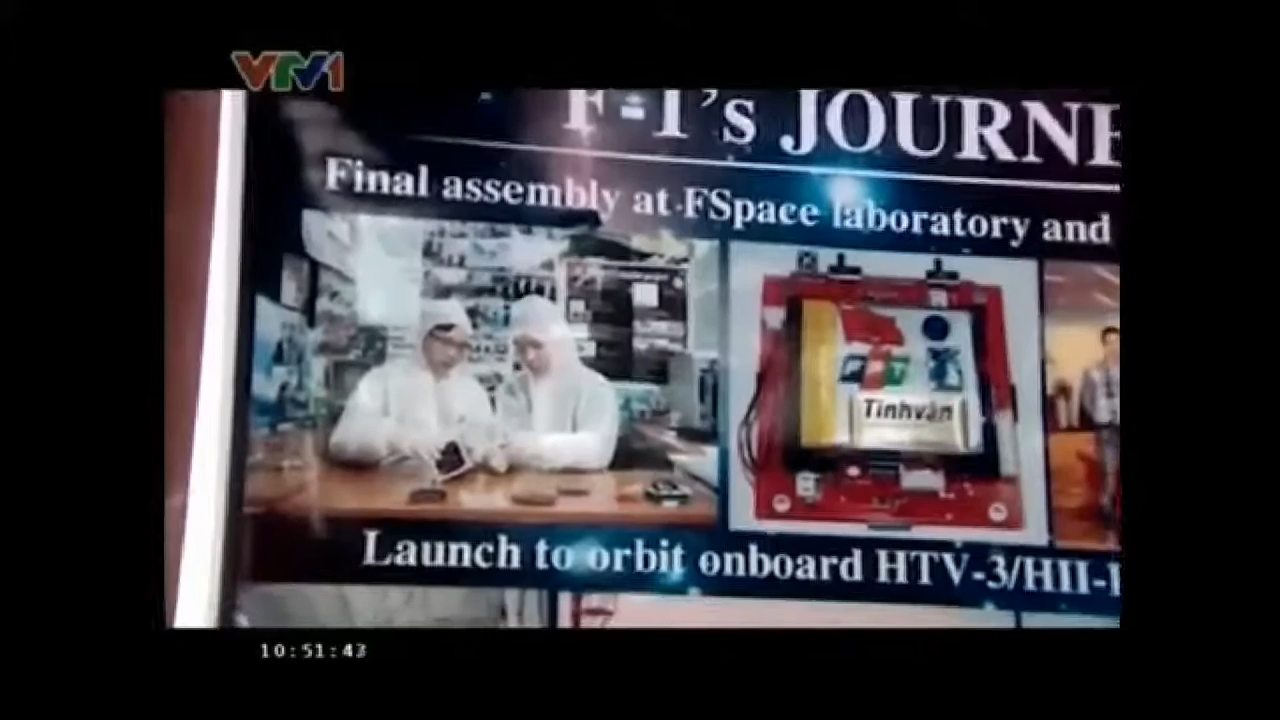 VTV1
F-1's JOURNE
Final assembly at FSpace laboratory and
FPT
Tinhvân
Launch to orbit onboard HTV-3/HII-
10:51:43